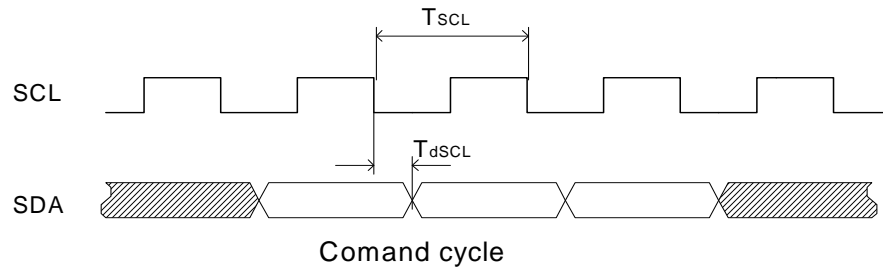 TSCL
SCL
TdSCL
SDA
Comand cycle